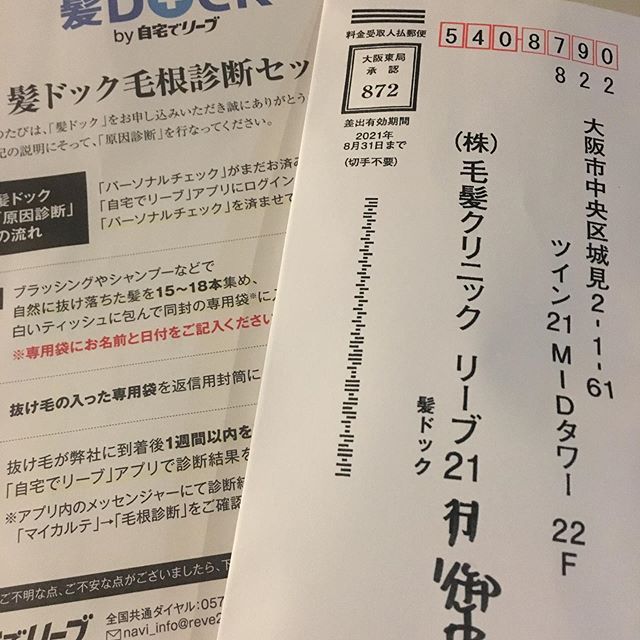 髪DOCK
by 自宅でリーブ
髪ドック毛根診断セッ
のたびは、「髪ドック」をお申し込みいただき誠にありがとう
記の説明にそって、「原因診断」を行なってください。
髪ドック
「原因診断」
の流れ
「パーソナルチェック」がまだお済み
「自宅でリーブ」アプリにログイン
「パーソナルチェック」を済ませて
ブラッシングやシャンプーなどで
自然に抜け落ちた髪を15〜18本集め、
白いティッシュに包んで同封の専用袋※に入
※専用袋にお名前と日付をご記入ください
抜け毛の入った専用袋を返信用封筒に
抜け毛が弊社に到着後1週間以内を
「自宅でリーブ」アプリで診断結果を
※アプリ内のメッセンジャーにて診断結
「マイカルテ」→「毛根診断」をご確認
ご不明な点、ご不安な点がございましたら、下
宅でリーブ
全国共通ダイヤル:057
navi_info@reve2
料金受取人払郵便
大阪東局
承認
872
差出有効期間
2021年
8月31日まで
(切手不要)
5408790
822
大阪市中央区城見2-1-61
ツイン21 MIDタワー 22F
(株)毛髪クリニック リーブ21 行 御中
髪ドック